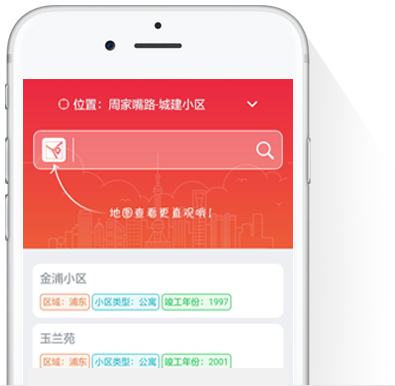 位置：周家嘴路-城建小区
地图查看更直观哦！
金浦小区
区域：浦东 小区类型：公寓 竣工年份：1997
玉兰苑
区域：浦东 小区类型：公寓 竣工年份：2001